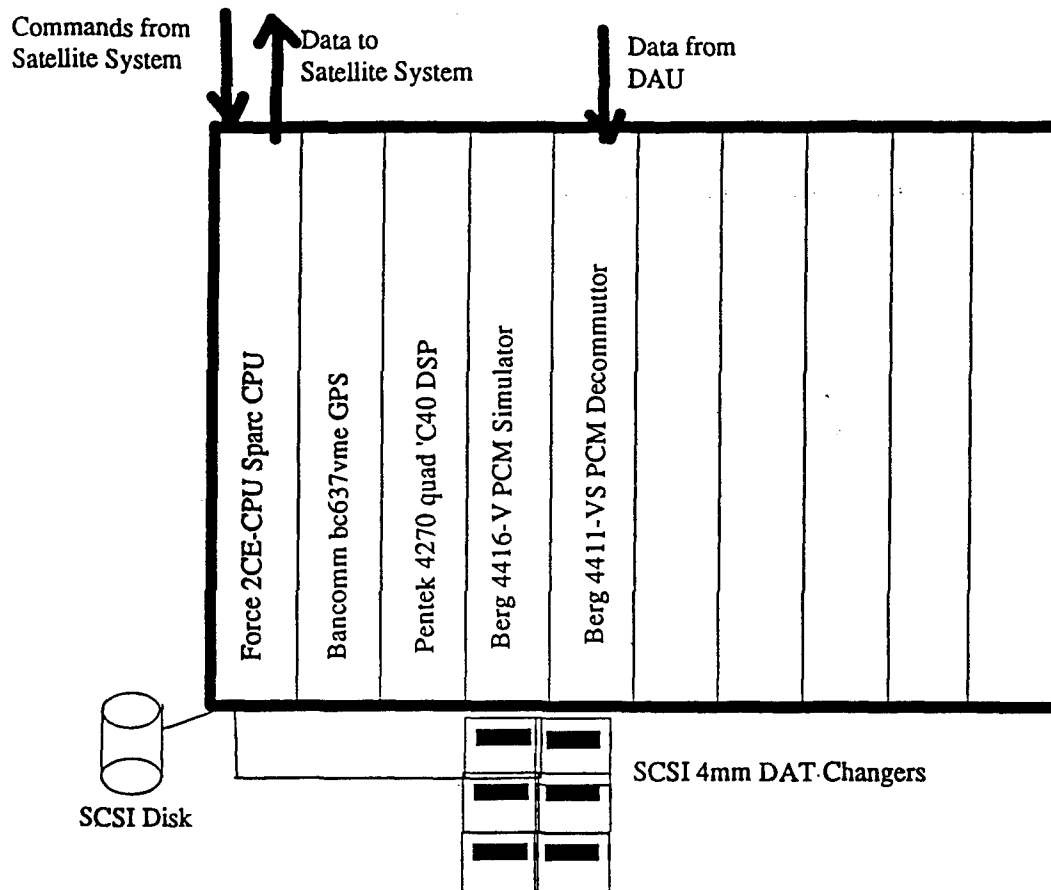 Commands from
Satellite System
Data to
Satellite System
Data from
DAU
Force 2CE-CPU Sparc CPU
Bancomm bc637vme GPS
Pentek 4270 quad 'C40 DSP
Berg 4416-V PCM Simulator
Berg 4411-VS PCM Decommuttor
SCSI Disk
SCSI 4mm DAT Changers